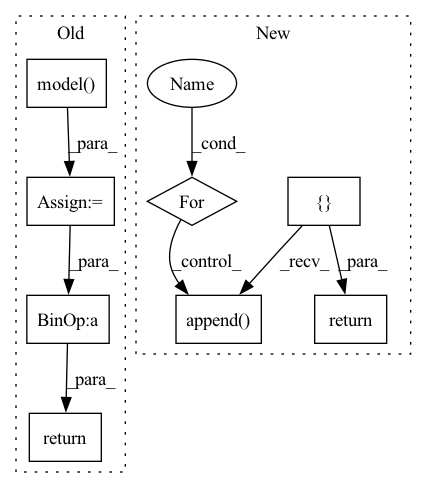 Old
New
model()
Name
_para_
_cond_
Assign:=
For
{}
_para_
_control_
_recv_
_para_
BinOp:a
append()
return
_para_
return